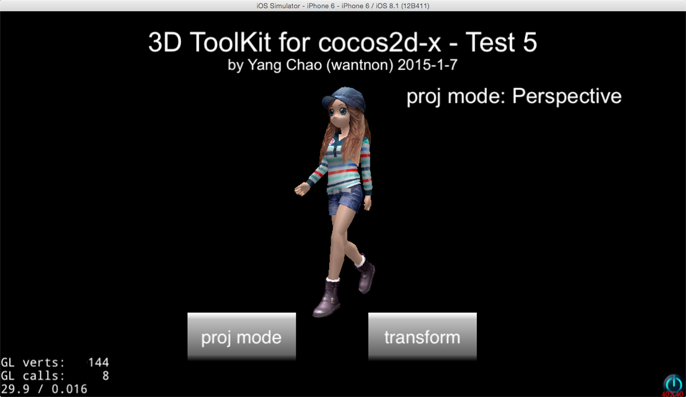 iOS Simulator - iPhone 6 - iPhone 6 / iOS 8.1 (12B411)
3D ToolKit for cocos2d-x - Test 5
by Yang Chao (wantnon) 2015-1-7
proj mode: Perspective
proj mode
transform
GL verts: 144
GL calls: 8
29.9 / 0.016